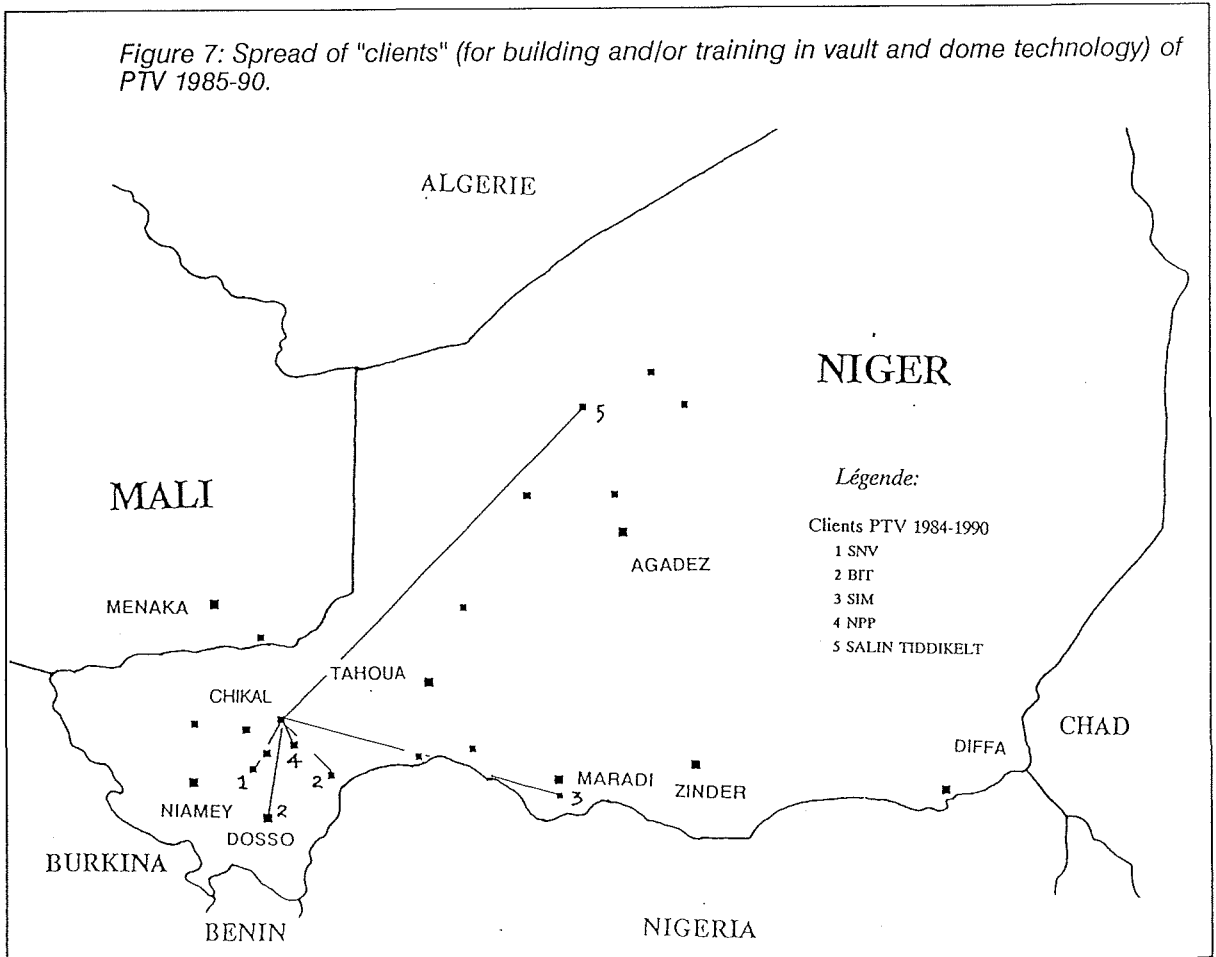 Figure 7: Spread of "clients" (for building and/or training in vault and dome technology) of
PTV 1985-90.
ALGERIE
NIGER
5
MALI
Légende:
Clients PTV 1984-1990
1 SNV
2 BIT
3 SIM
4 NPP
5 SALIN TIDDIKELT
AGADEZ
MENAKA
TAHOUA
CHIKAL
CHAD
DIFFA
4
1
2
MARADI
ZINDER
3
NIAMEY
2
DOSSO
BURKINA
BENIN
NIGERIA